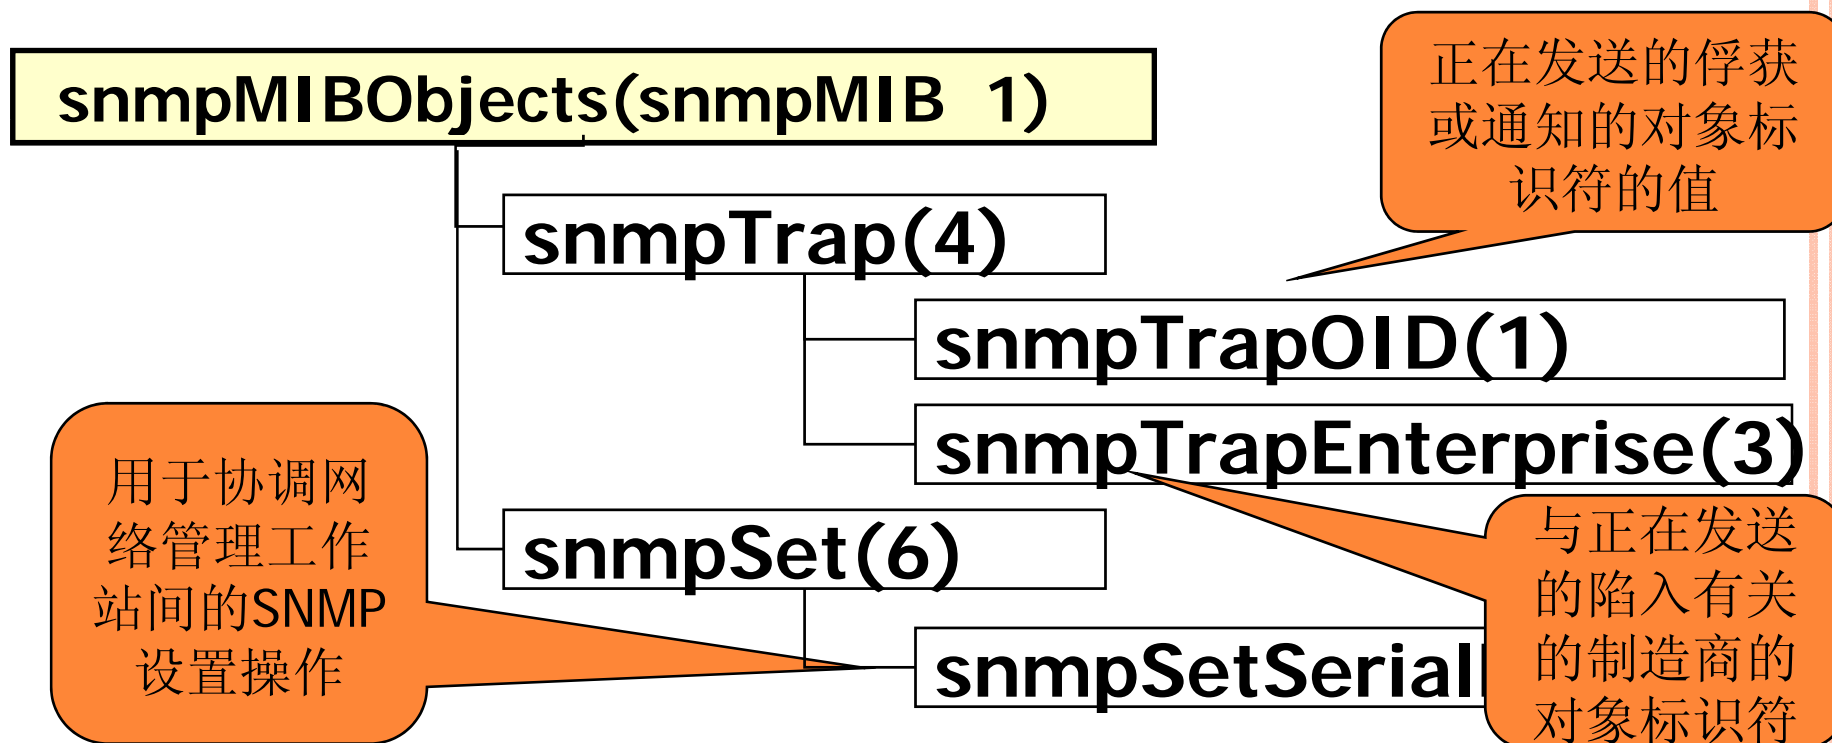 snmpMIBObjects(snmpMIB 1)
正在发送的俘获
或通知的对象标
识符的值
snmpTrap(4)
snmpTrapOID(1)
snmpTrapEnterprise(3)
用于协调网
络管理工作
站间的SNMP
设置操作
snmpSet(6)
与正在发送
的陷入有关
的制造商的
对象标识符
snmpSetSerial